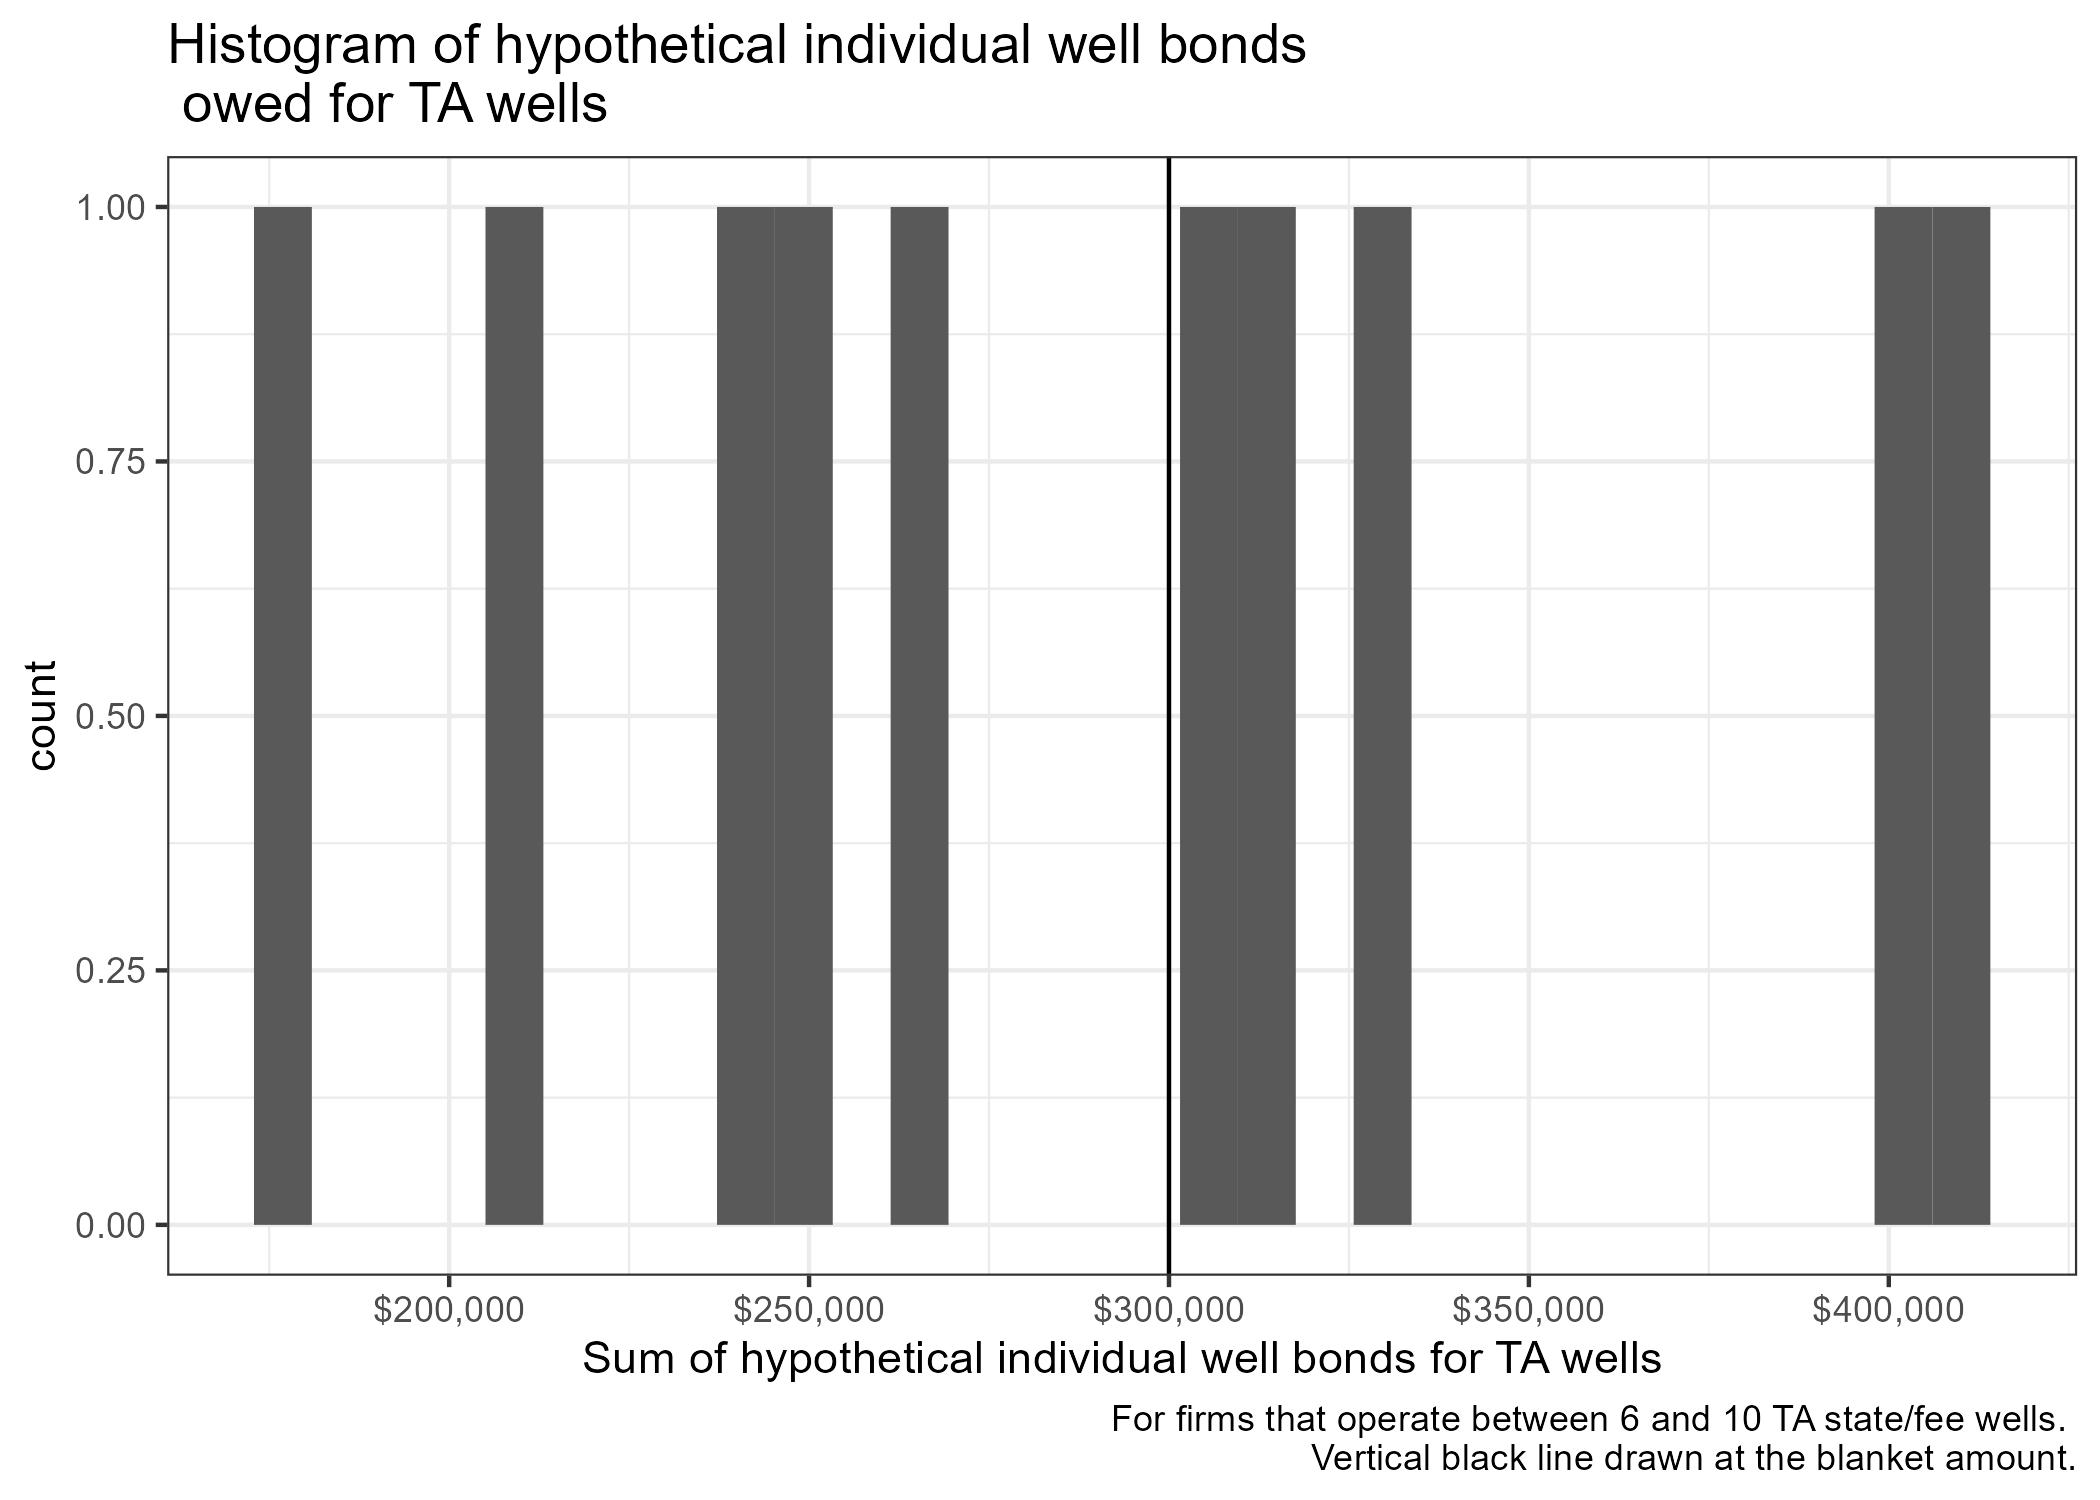 Histogram of hypothetical individual well bonds
owed for TA wells
1.00
0.75
0.50
0.25
0.00
count
$200,000 $250,000 $300,000 $350,000 $400,000
Sum of hypothetical individual well bonds for TA wells
For firms that operate between 6 and 10 TA state/fee wells.
Vertical black line drawn at the blanket amount.